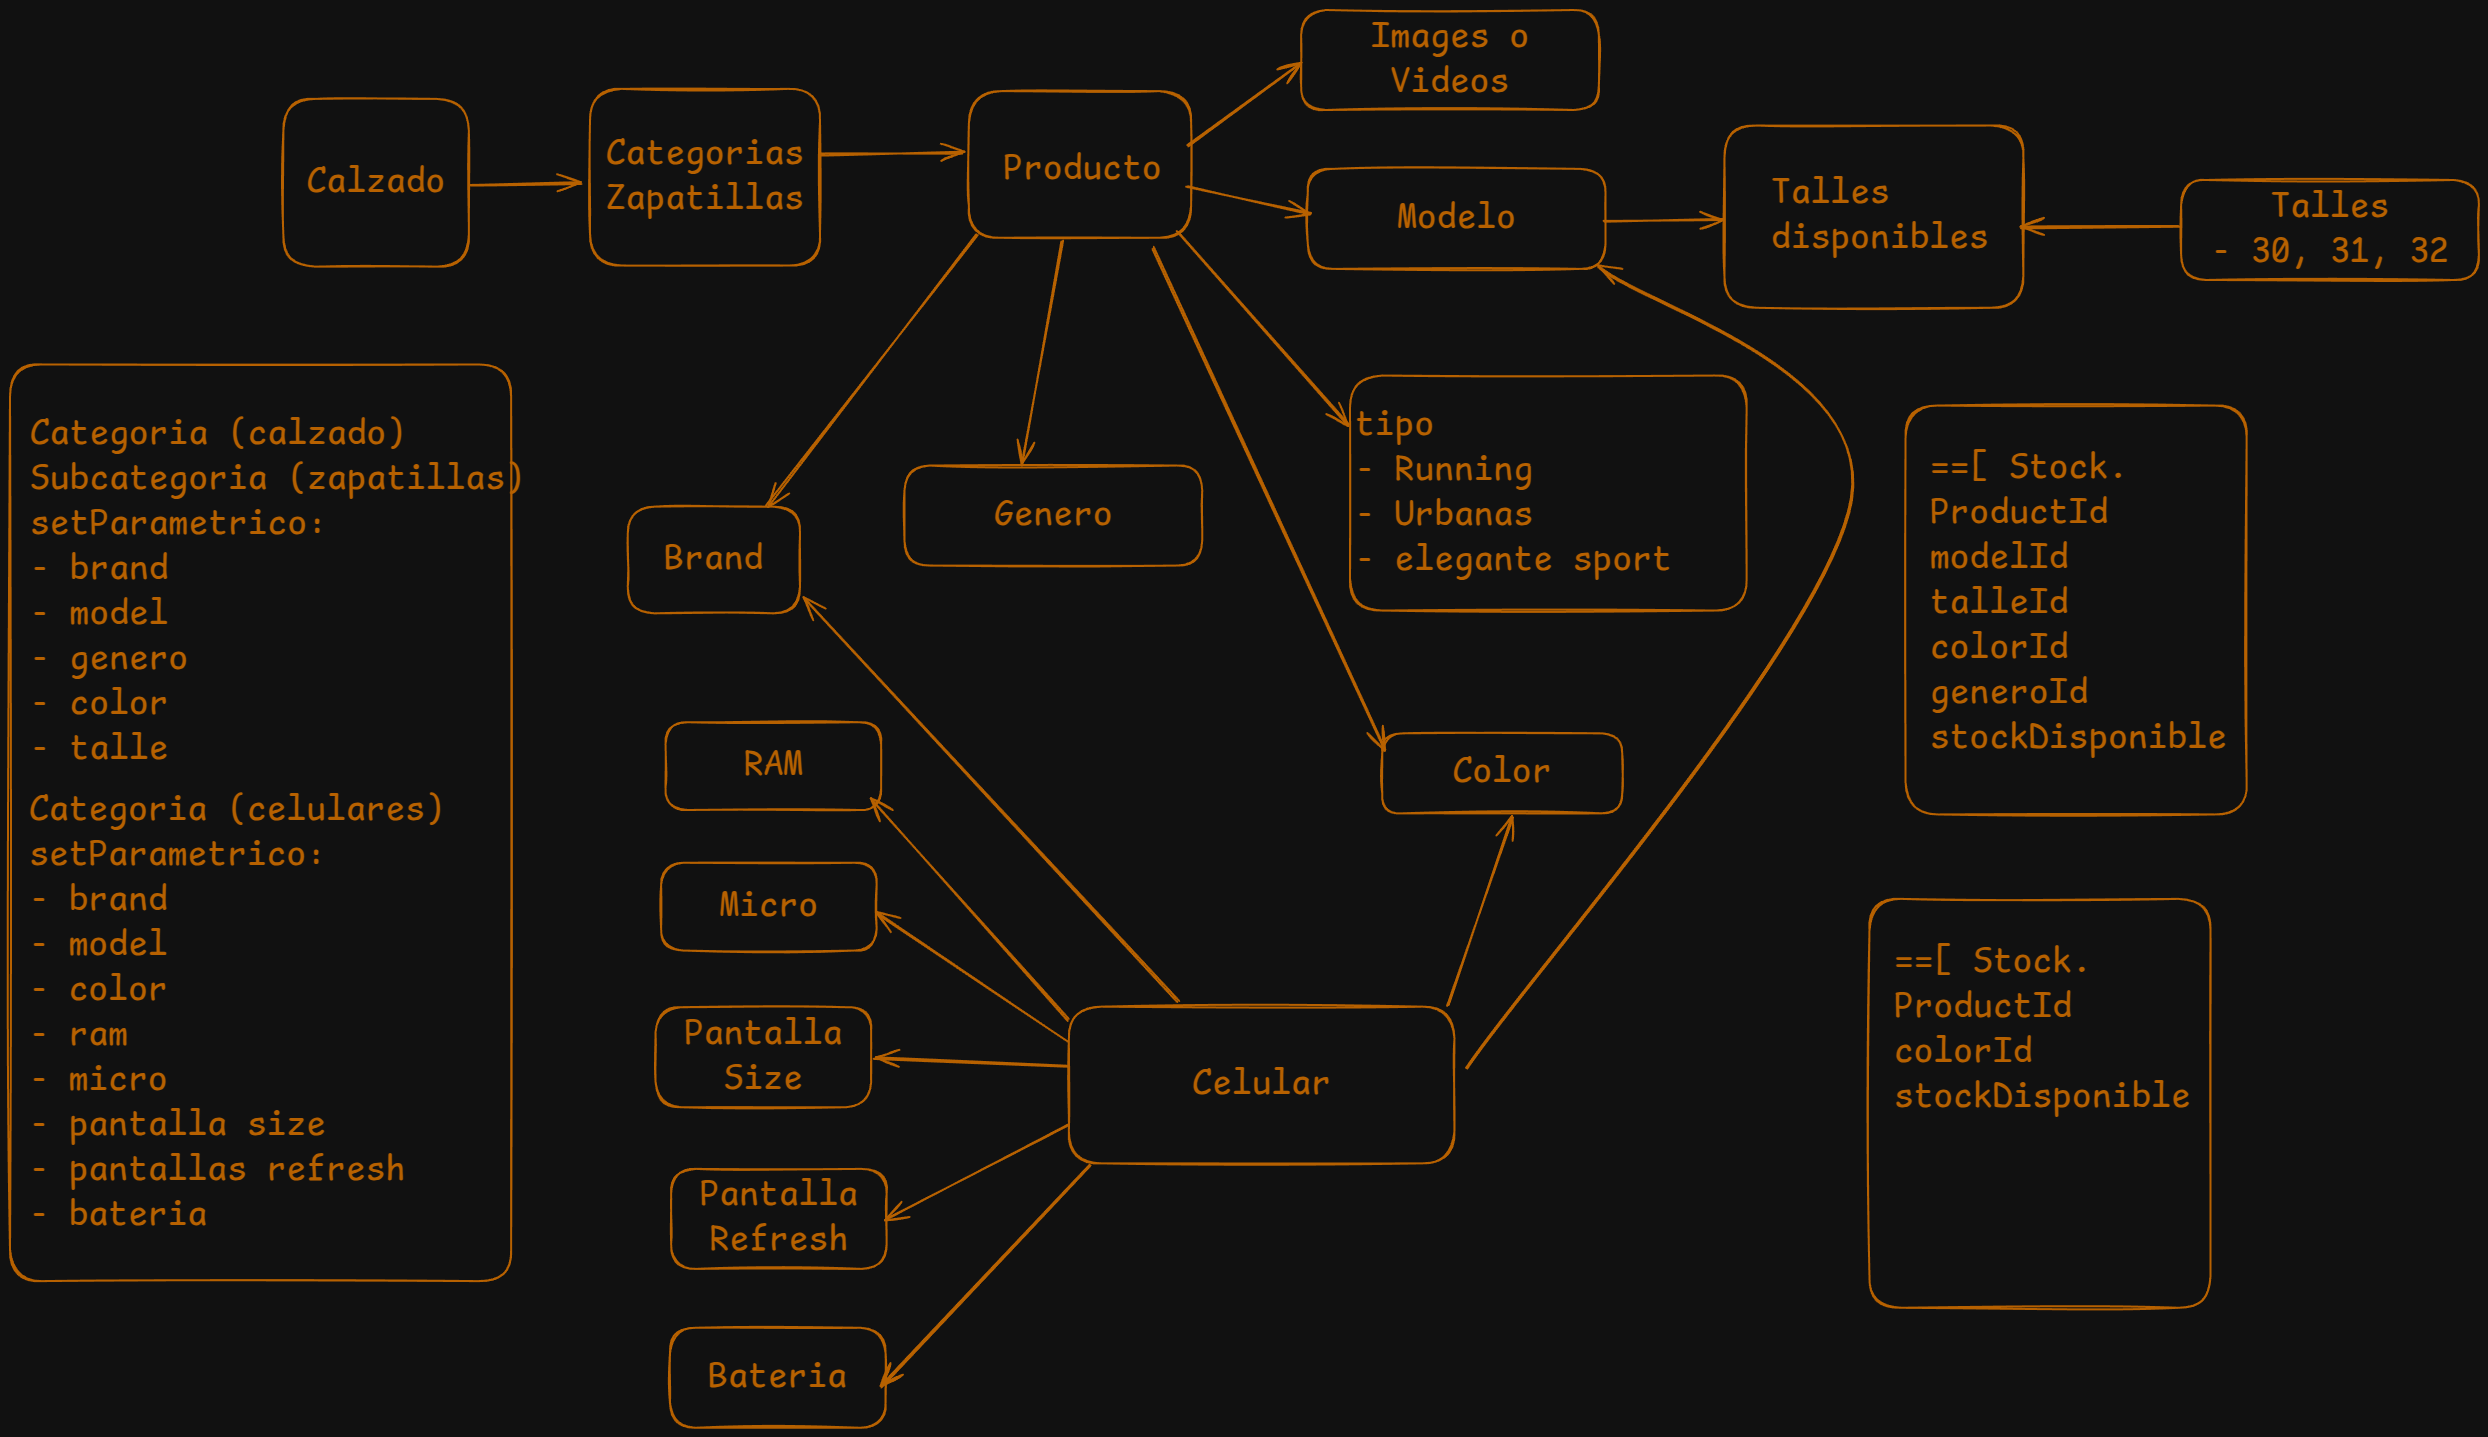 Images o
Videos
Calzado
Categorias
Zapatillas
Producto
Modelo
Talles
disponibles
Talles
- 30, 31, 32
Categoria (calzado)
Subcategoria (zapatillas)
setParametrico:
- brand
- model
- genero
- color
- talle
Categoria (celulares)
setParametrico:
- brand
- model
- color
- ram
- micro
- pantalla size
- pantallas refresh
- bateria
Brand
Genero
tipo
- Running
- Urbanas
- elegante sport
==[ Stock.
ProductId
modelId
talleId
colorId
generoId
stockDisponible
RAM
Color
Micro
Pantalla
Size
Celular
Pantalla
Refresh
Bateria
==[ Stock.
ProductId
colorId
stockDisponible